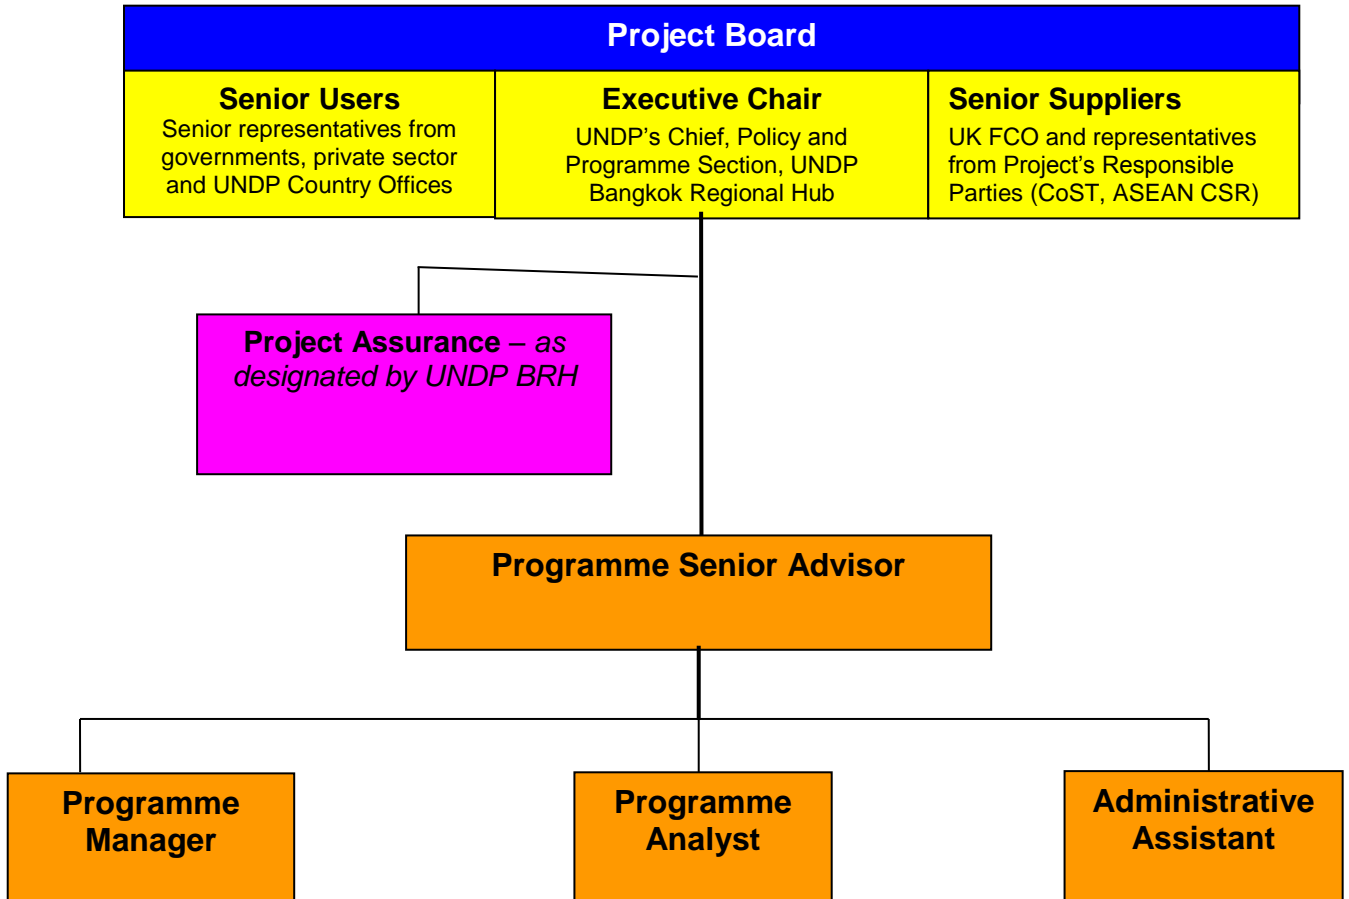 Project Board
Senior Users
Senior representatives from
governments, private sector
and UNDP Country Offices
Executive Chair
UNDP's Chief, Policy and
Programme Section, UNDP
Bangkok Regional Hub
Senior Suppliers
UK FCO and representatives
from Project's Responsible
Parties (CoST, ASEAN CSR)
Project Assurance – as
designated by UNDP BRH
Programme Senior Advisor
Programme
Manager
Programme
Analyst
Administrative
Assistant